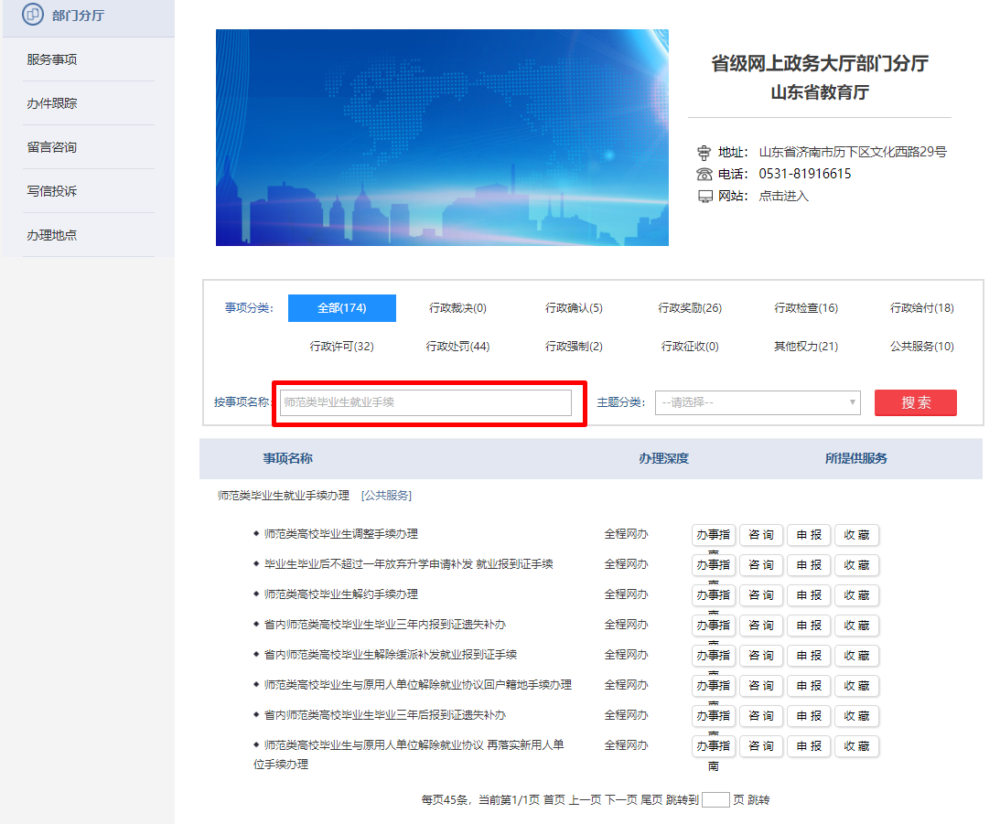 部门分厅
服务事项
办件跟踪
留言咨询
写信投诉
办理地点
省级网上政务大厅部门分厅
山东省教育厅
地址： 山东省济南市历下区文化西路29号
电话： 0531-81916615
网站： 点击进入
事项分类： 全部(174) 行政裁决(0) 行政确认(5) 行政奖励(26) 行政检查(16) 行政给付(18)
行政许可(32) 行政处罚(44) 行政强制(2) 行政征收(0) 其他权力(21) 公共服务(10)
按事项名称： 师范类毕业生就业手续 主题分类： --请选择-- 搜 索
事项名称 办理深度 所提供服务
师范类毕业生就业手续办理 [公共服务]
师范类高校毕业生调整手续办理 全程网办 办事指南 咨 询 申 报 收 藏
毕业生毕业后不超过一年放弃升学申请补发 就业报到证手续 全程网办 办事指南 咨 询 申 报 收 藏
师范类高校毕业生解约手续办理 全程网办 办事指南 咨 询 申 报 收 藏
省内师范类高校毕业生毕业三年内报到证遗失补办 全程网办 办事指南 咨 询 申 报 收 藏
省内师范类高校毕业生解除缓派补发就业报到证手续 全程网办 办事指南 咨 询 申 报 收 藏
师范类高校毕业生与原用人单位解除就业协议回户籍地手续办理 全程网办 办事指南 咨 询 申 报 收 藏
省内师范类高校毕业生毕业三年后报到证遗失补办 全程网办 办事指南 咨 询 申 报 收 藏
师范类高校毕业生与原用人单位解除就业协议 再落实新用人单 全程网办 办事指 咨 询 申 报 收 藏
位手续办理 南
每页45条，当前第1/1页 首页 上一页 下一页 尾页 跳转到 页 跳转